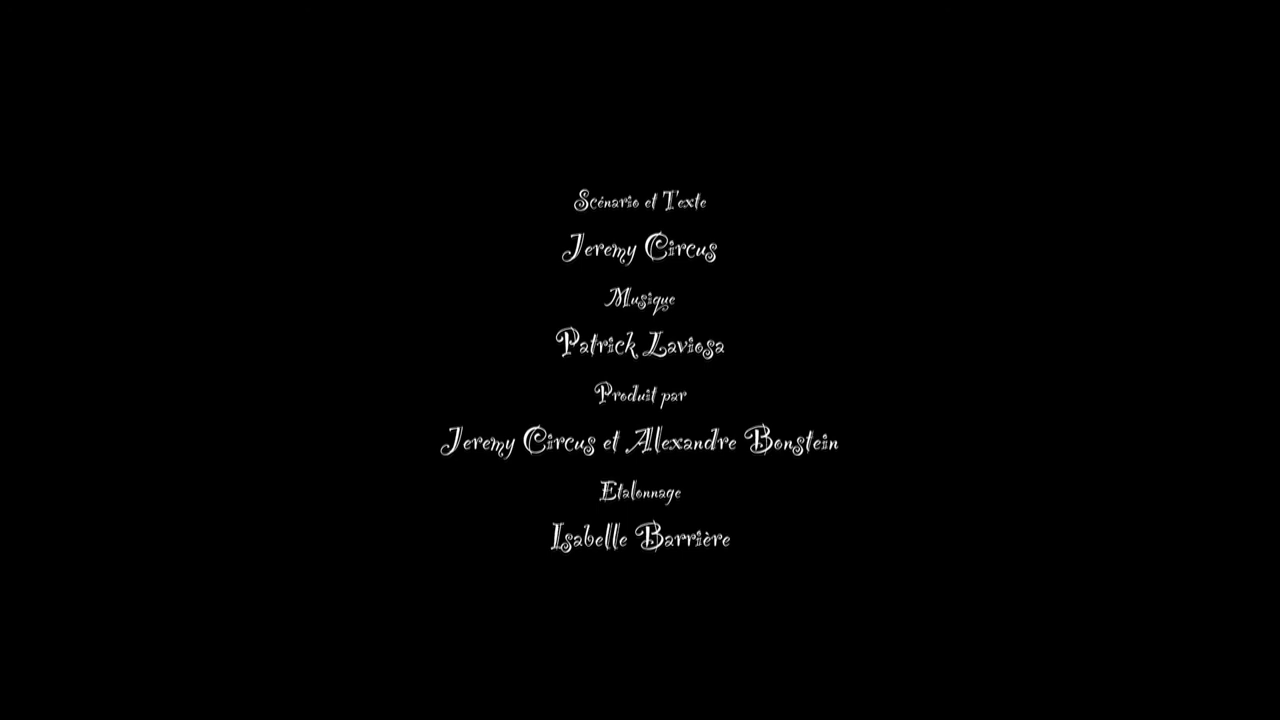 Scénario et Texte
Jeremy Circus
Musique
Patrick Laviosa
Produit par
Jeremy Circus et Alexandre Bonstein
Etalonnage
Isabelle Barrière